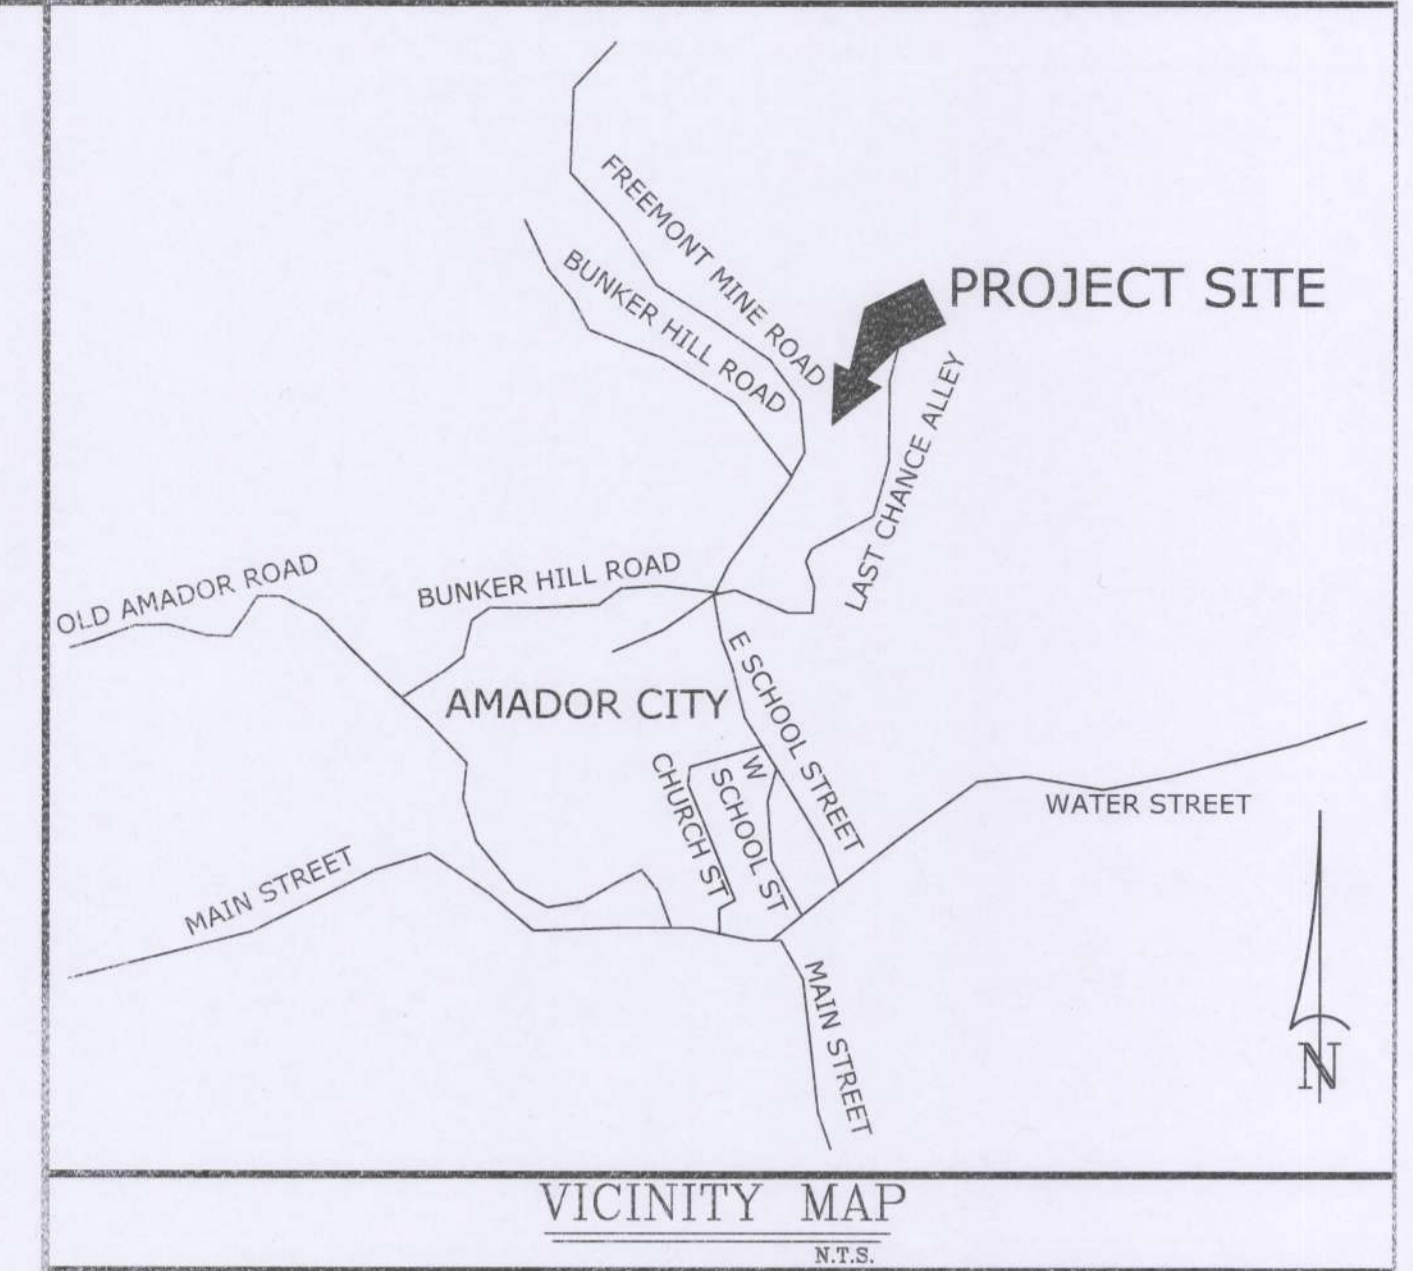 FREEMONT MINE ROAD
BUNKER HILL ROAD
PROJECT SITE
LAST CHANCE ALLEY
OLD AMADOR ROAD
BUNKER HILL ROAD
AMADOR CITY
E SCHOOL STREET
W SCHOOL ST
CHURCH ST
WATER STREET
MAIN STREET
MAIN STREET
N
VICINITY MAP
N.T.S.